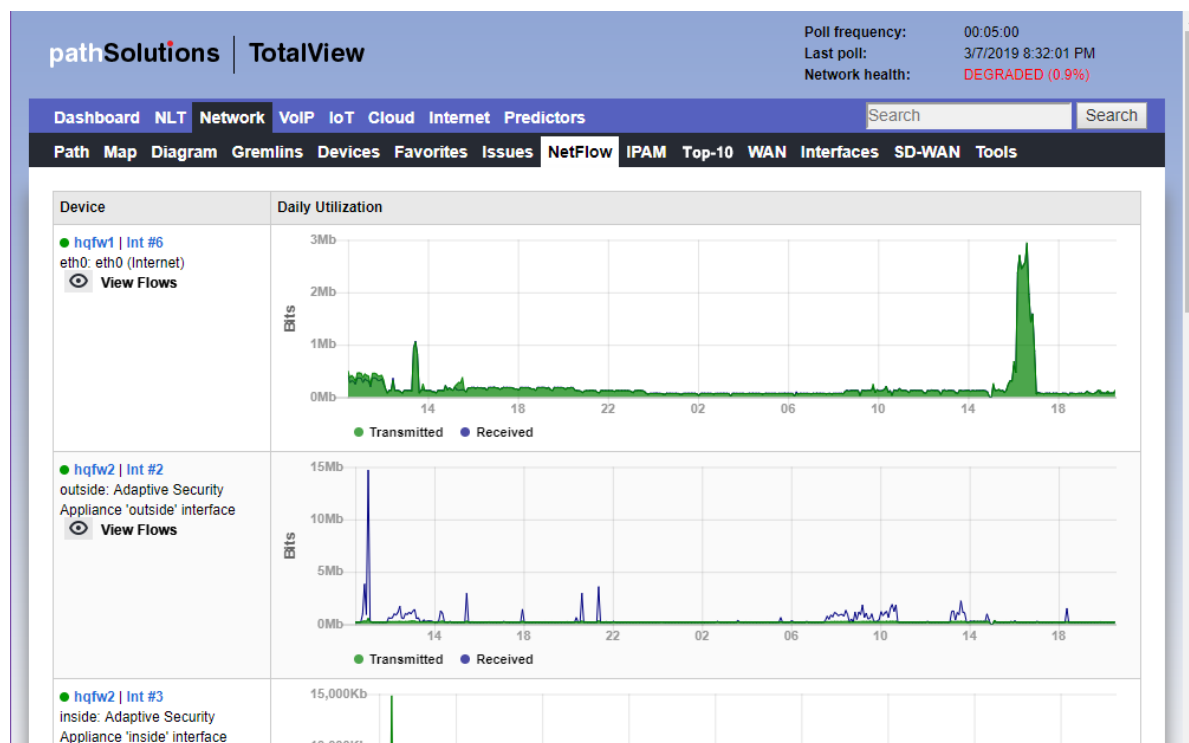 pathSolutions | TotalView
Poll frequency: 00:05:00
Last poll: 3/7/2019 8:32:01 PM
Network health: DEGRADED (0.9%)
Dashboard NLT Network VoIP IoT Cloud Internet Predictors Search Search
Path Map Diagram Gremlins Devices Favorites Issues NetFlow IPAM Top-10 WAN Interfaces SD-WAN Tools
Device Daily Utilization
hqfw1 | Int #6
eth0: eth0 (Internet)
View Flows
3Mb
2Mb
Bits
1Mb
0Mb
14 18 22 02 06 10 14 18
Transmitted Received
hqfw2 | Int #2
outside: Adaptive Security
Appliance 'outside' interface
View Flows
15Mb
10Mb
Bits
5Mb
0Mb
14 18 22 02 06 10 14 18
Transmitted Received
hqfw2 | Int #3
inside: Adaptive Security
Appliance 'inside' interface
15,000Kb